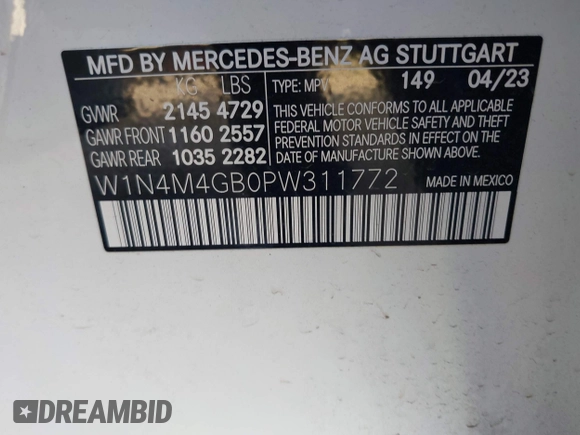 MFD BY MERCEDES-BENZ AG STUTTGART
KG LBS TYPE: MPV 149 04/23
GVWR 2145 4729
GAWR FRONT 1160 2557
GAWR REAR 1035 2282
THIS VEHICLE CONFORMS TO ALL APPLICABLE
FEDERAL MOTOR VEHICLE SAFETY AND
THEFT PREVENTION STANDARDS IN EFFECT ON THE
DATE OF MANUFACTURE SHOWN ABOVE.
W1N4M4GB0PW311772 MADE IN MEXICO
DREAMBID